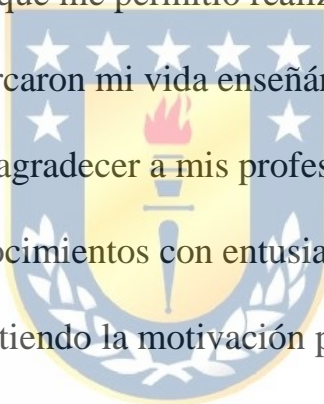 que me permitió realiz
rcaron mi vida enseñán
agradecer a mis profes
ocimientos con entusia
tiendo la motivación p